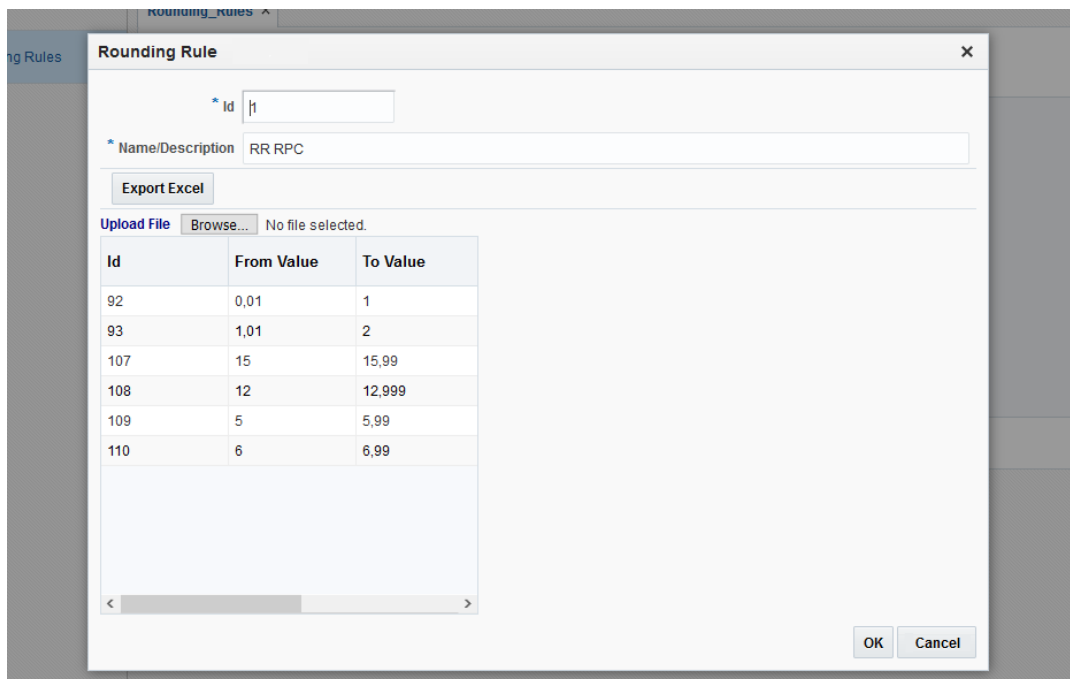 Rounding_Rules ×
ng Rules
Rounding Rule ×
* Id 1
* Name/Description RR RPC
Export Excel
Upload File Browse... No file selected.
Id From Value To Value
92 0,01 1
93 1,01 2
107 15 15,99
108 12 12,999
109 5 5,99
110 6 6,99
OK Cancel